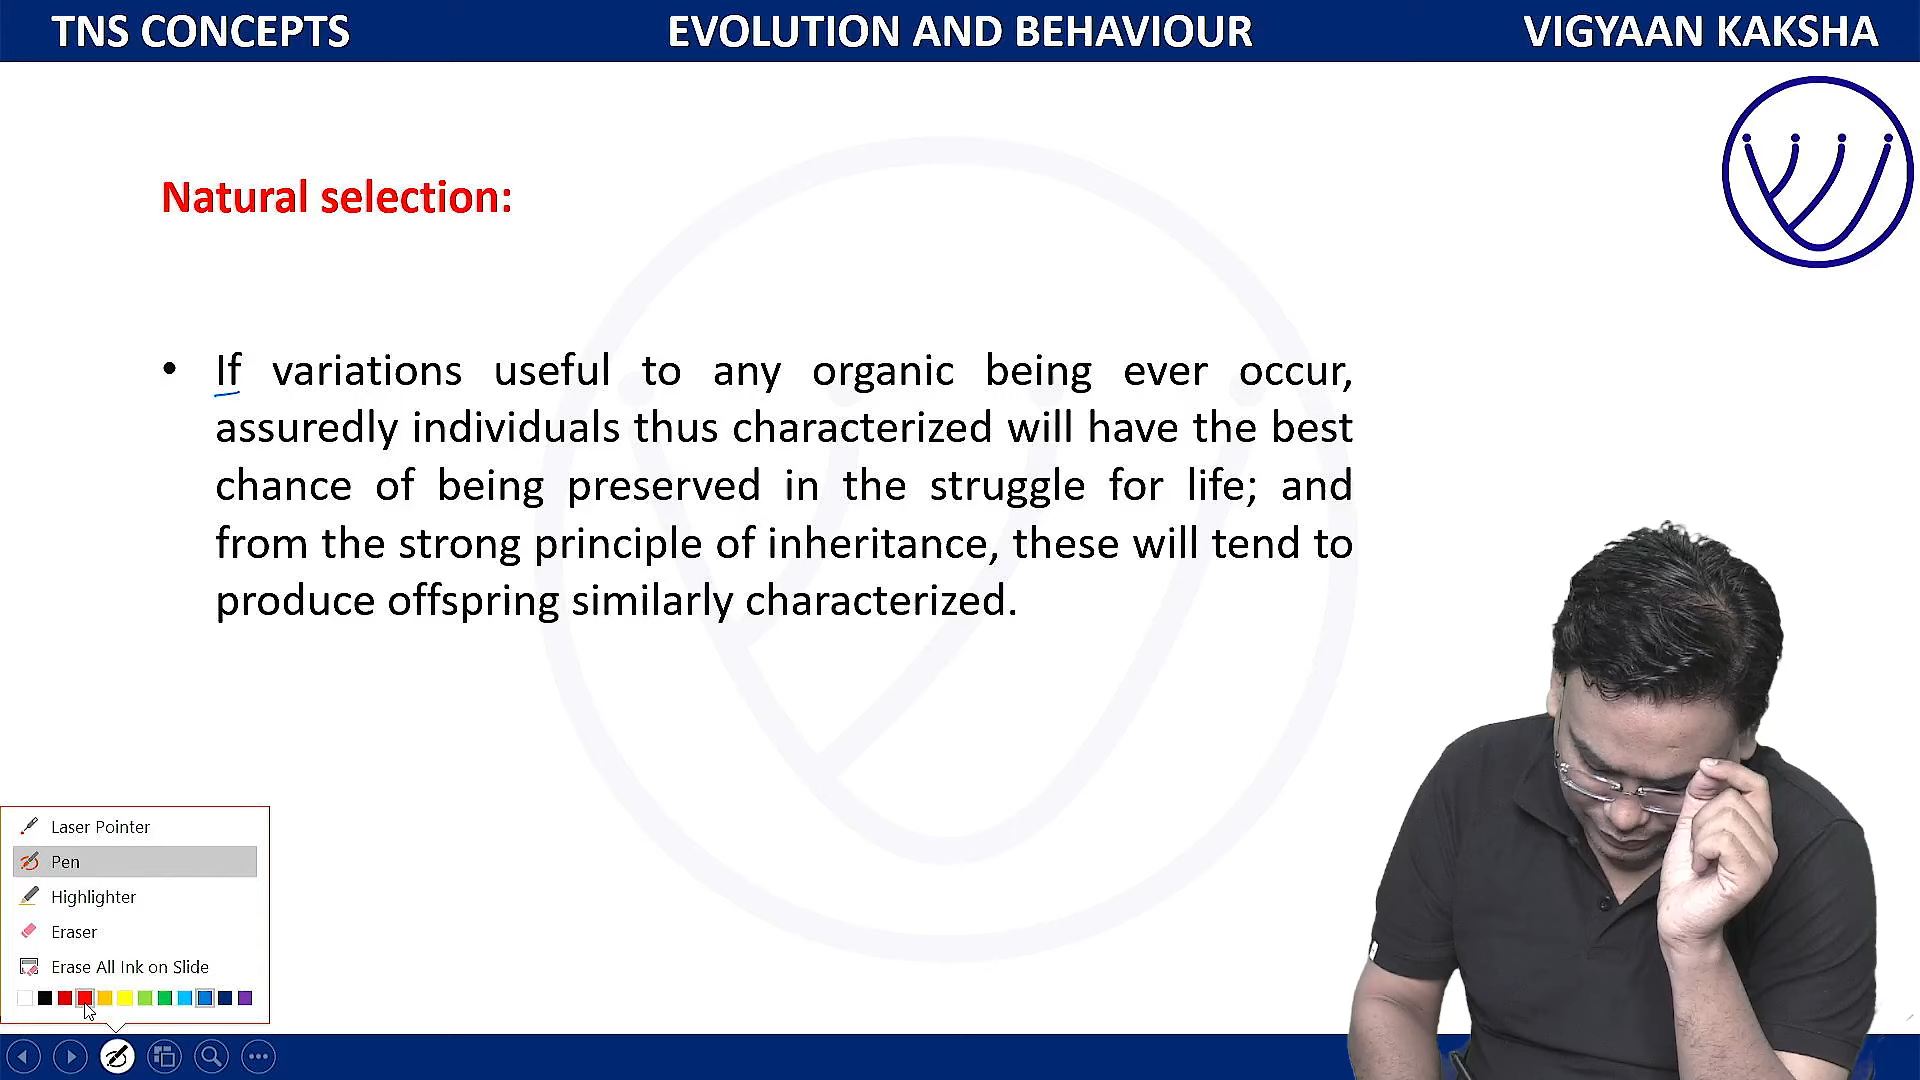 TNS CONCEPTS
EVOLUTION AND BEHAVIOUR
VIGYAAN KAKSHA
Natural selection:
• If variations useful to any organic being ever occur,
assuredly individuals thus characterized will have the best
chance of being preserved in the struggle for life; and
from the strong principle of inheritance, these will tend to
produce offspring similarly characterized.
Laser Pointer
Pen
Highlighter
Eraser
Erase All Ink on Slide